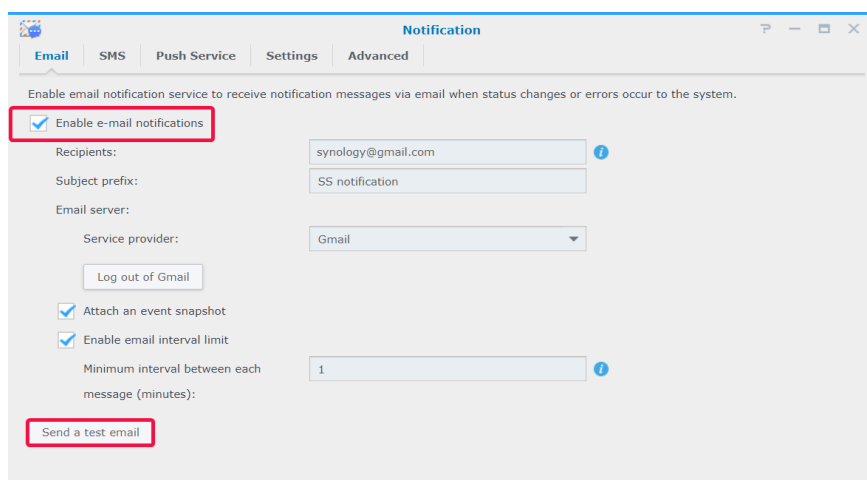 Notification
Email SMS Push Service Settings Advanced
Enable email notification service to receive notification messages via email when status changes or errors occur to the system.
Enable e-mail notifications
Recipients: synology@gmail.com
Subject prefix: SS notification
Email server:
Service provider: Gmail
Log out of Gmail
Attach an event snapshot
Enable email interval limit
Minimum interval between each 1
message (minutes):
Send a test email